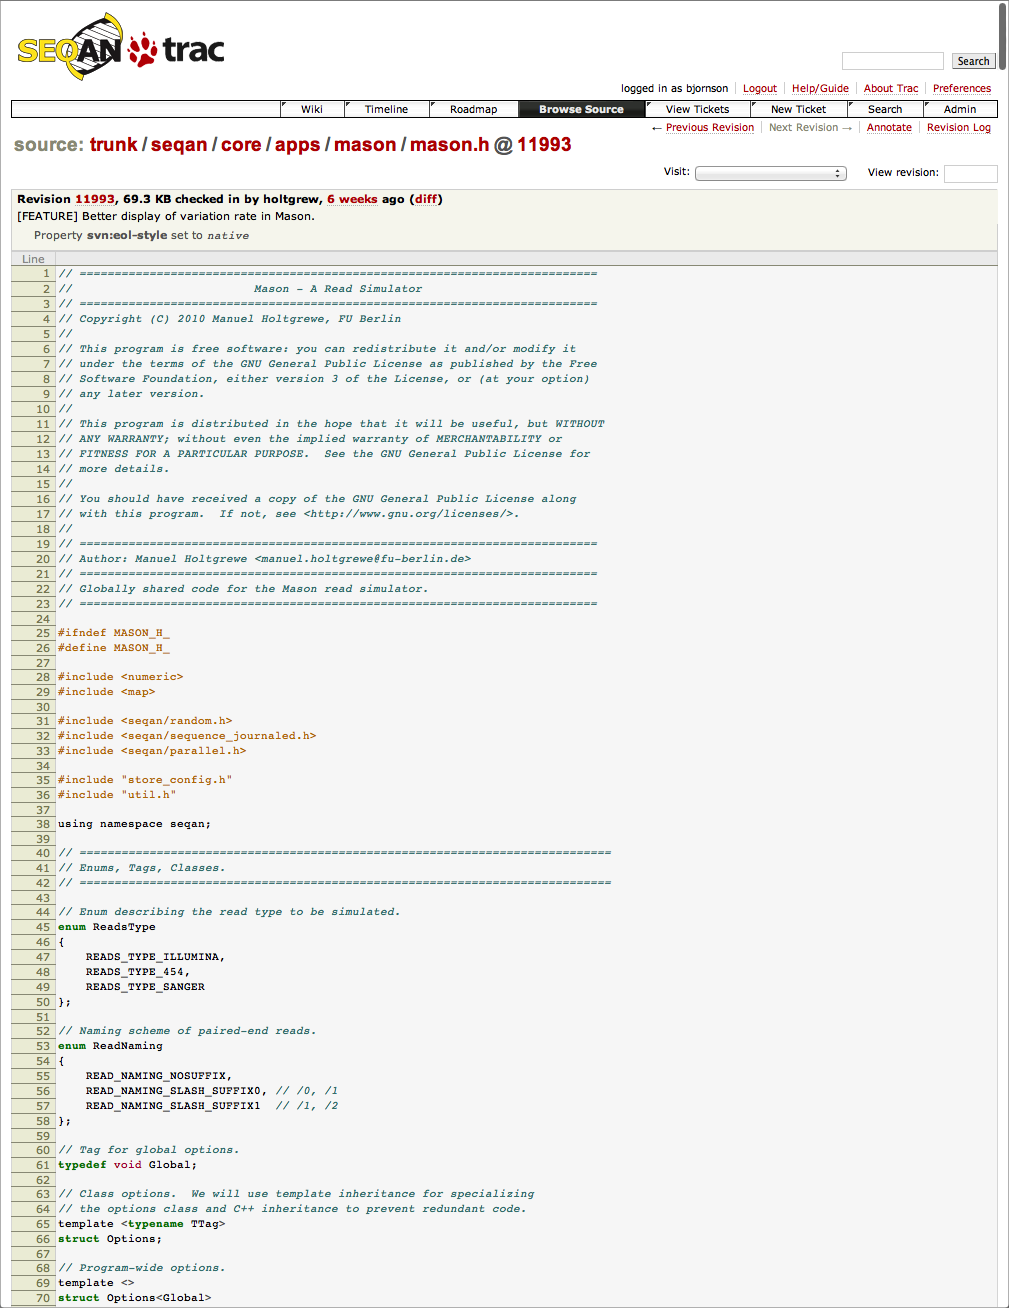 SEQAN trac
Search
logged in as bjornson Logout Help/Guide About Trac Preferences
Wiki Timeline Roadmap Browse Source View Tickets New Ticket Search Admin
← Previous Revision Next Revision → Annotate Revision Log
source: trunk / seqan / core / apps / mason / mason.h @ 11993
Visit: View revision:
Revision 11993, 69.3 KB checked in by holtgrew, 6 weeks ago (diff)
[FEATURE] Better display of variation rate in Mason.
Property svn:eol-style set to native
Line
1 // ==========================================================================
2 // Mason - A Read Simulator
3 // ==========================================================================
4 // Copyright (C) 2010 Manuel Holtgrewe, FU Berlin
5 //
6 // This program is free software: you can redistribute it and/or modify it
7 // under the terms of the GNU General Public License as published by the Free
8 // Software Foundation, either version 3 of the License, or (at your option)
9 // any later version.
10 //
11 // This program is distributed in the hope that it will be useful, but WITHOUT
12 // ANY WARRANTY; without even the implied warranty of MERCHANTABILITY or
13 // FITNESS FOR A PARTICULAR PURPOSE.  See the GNU General Public License for
14 // more details.
15 //
16 // You should have received a copy of the GNU General Public License along
17 // with this program.  If not, see <http://www.gnu.org/licenses/>.
18 //
19 // ==========================================================================
20 // Author: Manuel Holtgrewe <manuel.holtgrewe@fu-berlin.de>
21 // ==========================================================================
22 // Globally shared code for the Mason read simulator.
23 // ==========================================================================
24
25 #ifndef MASON_H_
26 #define MASON_H_
27
28 #include <numeric>
29 #include <map>
30
31 #include <seqan/random.h>
32 #include <seqan/sequence_journaled.h>
33 #include <seqan/parallel.h>
34
35 #include "store_config.h"
36 #include "util.h"
37
38 using namespace seqan;
39
40 // ============================================================================
41 // Enums, Tags, Classes.
42 // ============================================================================
43
44 // Enum describing the read type to be simulated.
45 enum ReadsType
46 {
47     READS_TYPE_ILLUMINA,
48     READS_TYPE_454,
49     READS_TYPE_SANGER
50 };
51
52 // Naming scheme of paired-end reads.
53 enum ReadNaming
54 {
55     READ_NAMING_NOSUFFIX,
56     READ_NAMING_SLASH_SUFFIX0, // /0, /1
57     READ_NAMING_SLASH_SUFFIX1  // /1, /2
58 };
59
60 // Tag for global options.
61 typedef void Global;
62
63 // Class options.  We will use template inheritance for specializing
64 // the options class and C++ inheritance to prevent redundant code.
65 template <typename TTag>
66 struct Options;
67
68 // Program-wide options.
69 template <>
70 struct Options<Global>